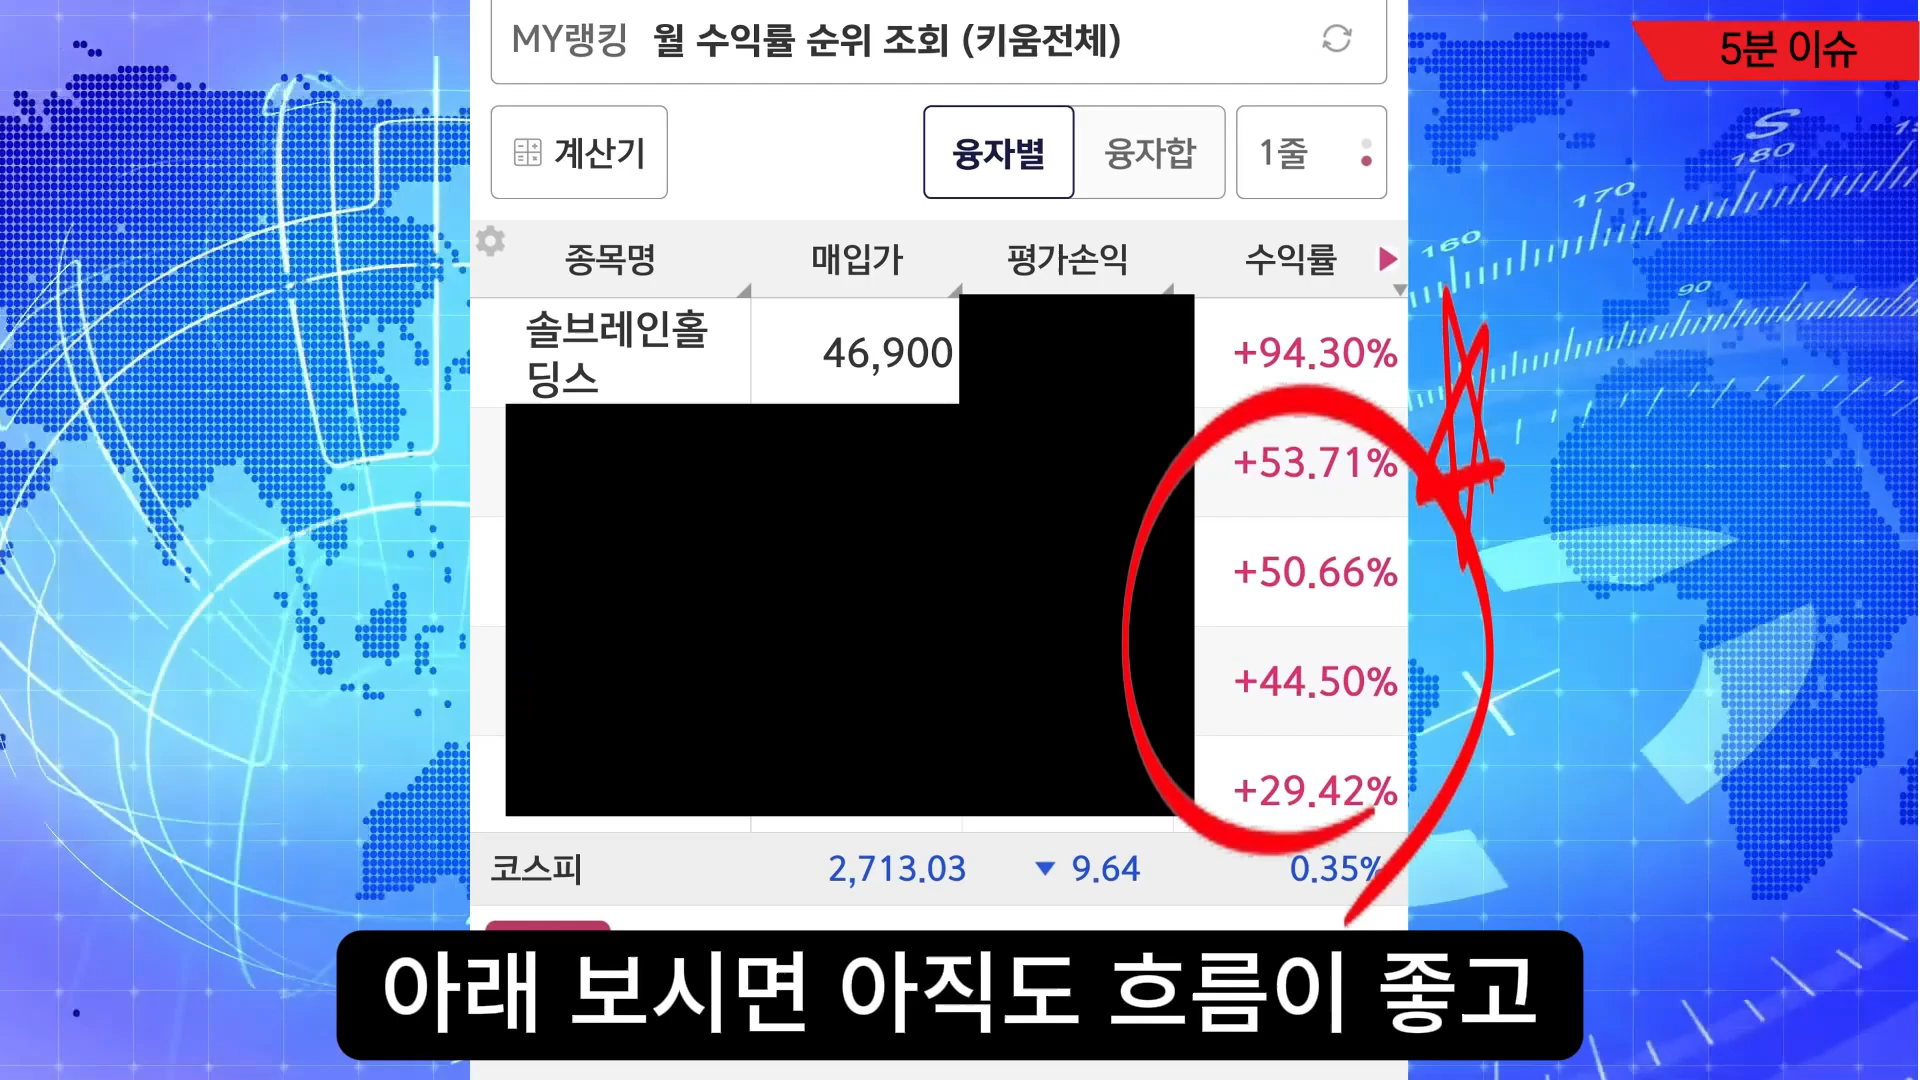 MY랭킹 월 수익률 순위 조회 (키움전체)
5분 이슈
계산기 융자별 융자합 1줄
종목명 매입가 평가손익 수익률
솔브레인홀
딩스
46,900 +94.30%
+53.71%
+50.66%
+44.50%
+29.42%
코스피 2,713.03 ▼ 9.64 0.35%
아래 보시면 아직도 흐름이 좋고
S
180
170
160
90